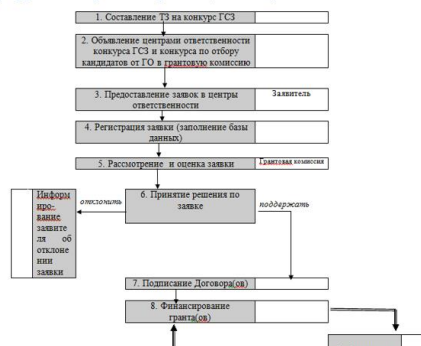 1. Составление ТЗ на конкурс ГСЗ
2. Объявление центрами ответственности
конкурса ГСЗ и конкурса по отбору
кандидатов от ГО в грантовую комиссию
3. Предоставление заявок в центры
ответственности
Заявитель
4. Регистрация заявки (заполнение базы
данных)
5. Рассмотрение и оценка заявки
Грантовая комиссия
6. Принятие решения по
заявке
отклонить
поддержать
Информ
иро-
вание
заявите
ля об
отклоне
нии
заявки
7. Подписание Договора(ов)
8. Финансирование
гранта(ов)